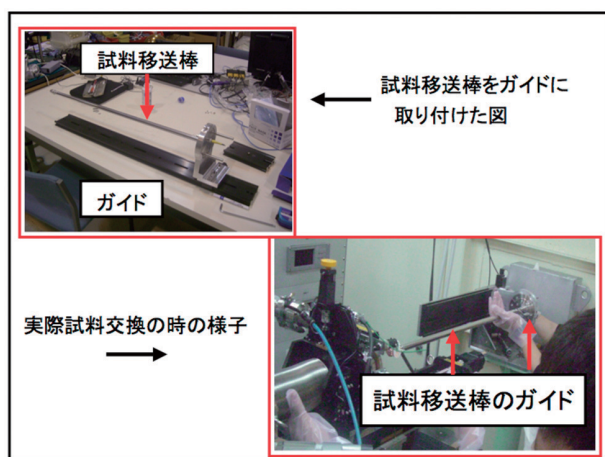 試料移送棒
試料移送棒をガイドに
取り付けた図
ガイド
実際試料交換の時の様子
試料移送棒のガイド